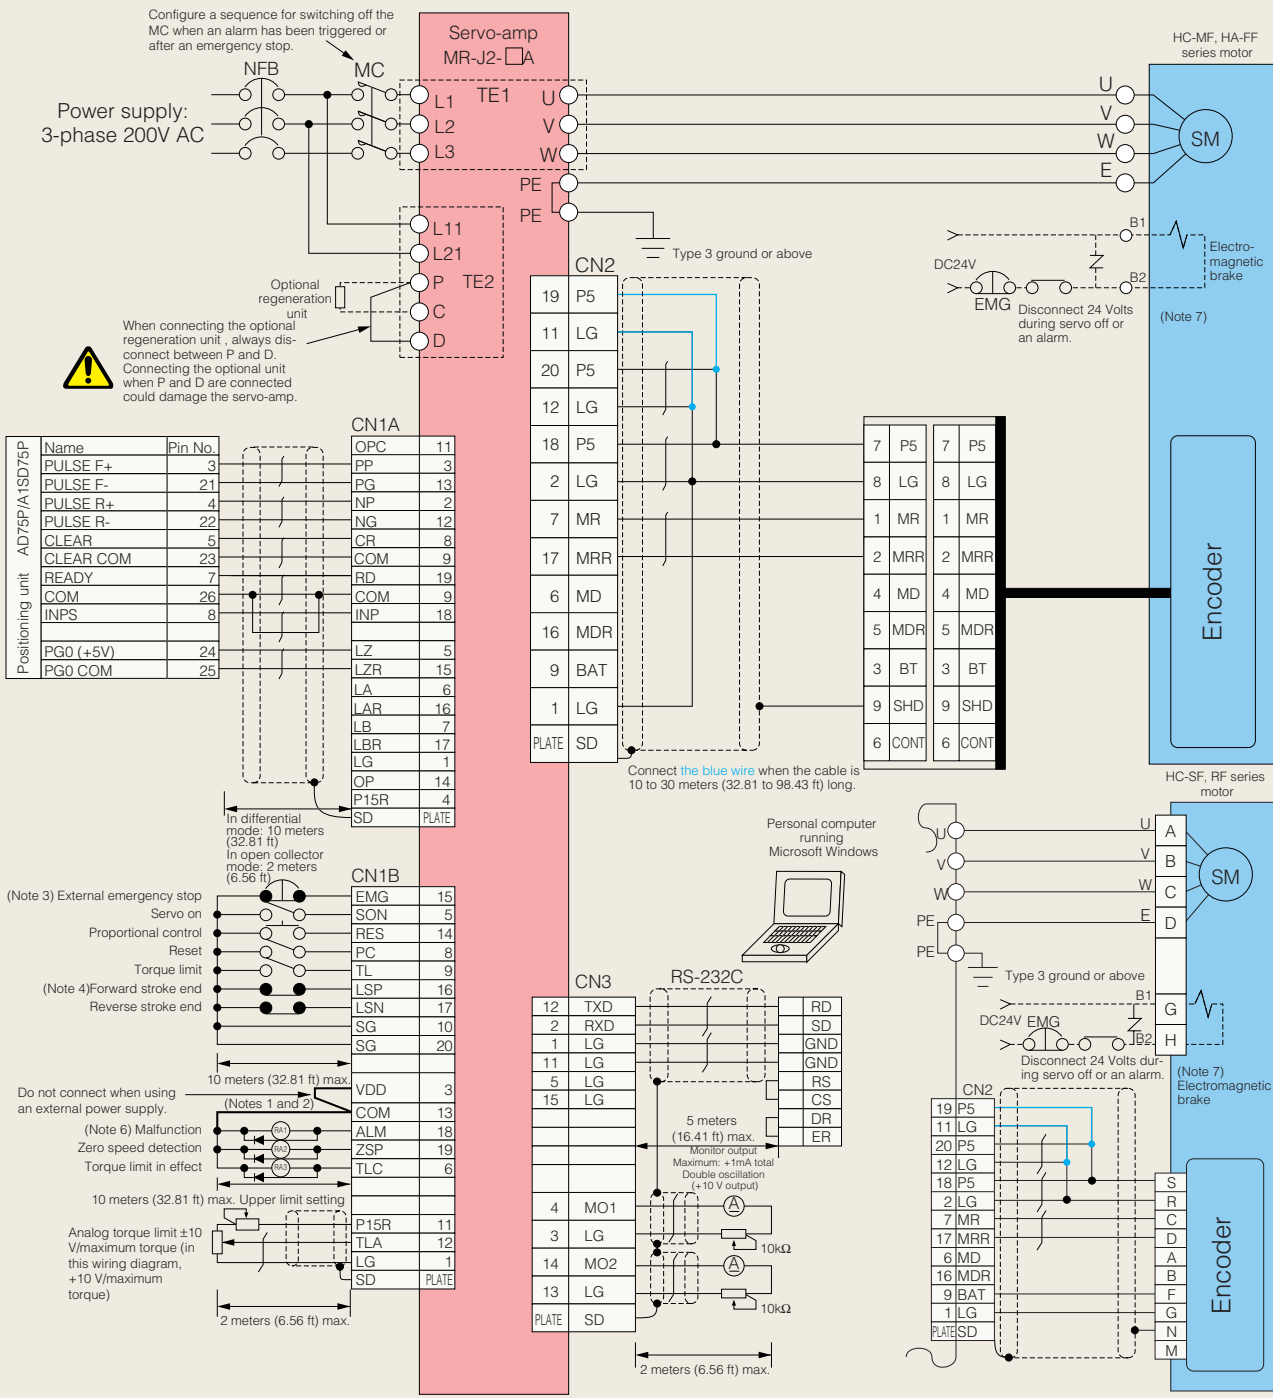 Configure a sequence for switching off the
MC when an alarm has been triggered or
after an emergency stop.
NFB
MC
Power supply:
3-phase 200V AC
Servo-amp
MR-J2-□A
L1
L2
L3
TE1
U
V
W
PE
PE
Type 3 ground or above
L11
L21
P
TE2
C
D
Optional
regeneration
unit
When connecting the optional
regeneration unit , always dis-
connect between P and D.
Connecting the optional unit
when P and D are connected
could damage the servo-amp.
HC-MF, HA-FF
series motor
U
V
W
E
SM
B1
B2
DC24V
EMG
Disconnect 24 Volts
during servo off or
an alarm.
Electro-
magnetic
brake
(Note 7)
CN2
19 P5
11 LG
20 P5
12 LG
18 P5
2 LG
7 MR
17 MRR
6 MD
16 MDR
9 BAT
1 LG
PLATE SD
7 P5 7 P5
8 LG 8 LG
1 MR 1 MR
2 MRR 2 MRR
4 MD 4 MD
5 MDR 5 MDR
3 BT 3 BT
9 SHD 9 SHD
6 CONT 6 CONT
Encoder
Connect the blue wire when the cable is
10 to 30 meters (32.81 to 98.43 ft) long.
Positioning unit AD75P/A1SD75P
Name Pin No.
PULSE F+ 3
PULSE F- 21
PULSE R+ 4
PULSE R- 22
CLEAR 5
CLEAR COM 23
READY 7
COM 26
INPS 8
PG0 (+5V) 24
PG0 COM 25
CN1A
OPC 11
PP 3
PG 13
NP 2
NG 12
CR 8
COM 9
RD 19
COM 9
INP 18
LZ 5
LZR 15
LA 6
LAR 16
LB 7
LBR 17
LG 1
OP 14
P15R 4
SD PLATE
In differential
mode: 10 meters
(32.81 ft)
In open collector
mode: 2 meters
(6.56 ft)
CN1B
(Note 3) External emergency stop
Servo on
Proportional control
Reset
Torque limit
(Note 4)Forward stroke end
Reverse stroke end
EMG 15
SON 5
RES 14
PC 8
TL 9
LSP 16
LSN 17
SG 10
SG 20
VDD 3
COM 13
ALM 18
ZSP 19
TLC 6
P15R 11
TLA 12
LG 1
SD PLATE
10 meters (32.81 ft) max.
Do not connect when using
an external power supply.
(Notes 1 and 2)
(Note 6) Malfunction
Zero speed detection
Torque limit in effect
RA1
RA2
RA3
10 meters (32.81 ft) max. Upper limit setting
Analog torque limit ±10
V/maximum torque (in
this wiring diagram,
+10 V/maximum
torque)
2 meters (6.56 ft) max.
Personal computer
running
Microsoft Windows
CN3
RS-232C
12 TXD
2 RXD
1 LG
11 LG
5 LG
15 LG
4 MO1
3 LG
14 MO2
13 LG
PLATE SD
RD
SD
GND
GND
RS
CS
DR
ER
5 meters
(16.41 ft) max.
Monitor output
Maximum: +1mA total
Double oscillation
(+10 V output)
A
10kΩ
A
10kΩ
2 meters (6.56 ft) max.
HC-SF, RF series
motor
U
V
W
PE
PE
U
V
W
E
A
B
C
D
G
H
SM
Type 3 ground or above
B1
B2
DC24V
EMG
Disconnect 24 Volts dur-
ing servo off or an alarm.
(Note 7)
Electromagnetic
brake
CN2
19 P5
11 LG
20 P5
12 LG
18 P5
2 LG
7 MR
17 MRR
6 MD
16 MDR
9 BAT
1 LG
PLATE SD
S
R
C
D
A
B
F
G
N
M
Encoder